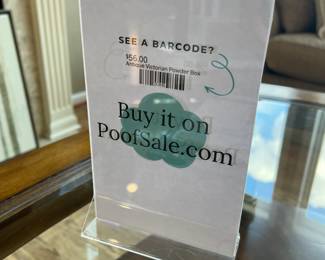 SEE A BARCODE?
$56.00
Antique Victorian Powder Box
Buy it on
PoofSale.com